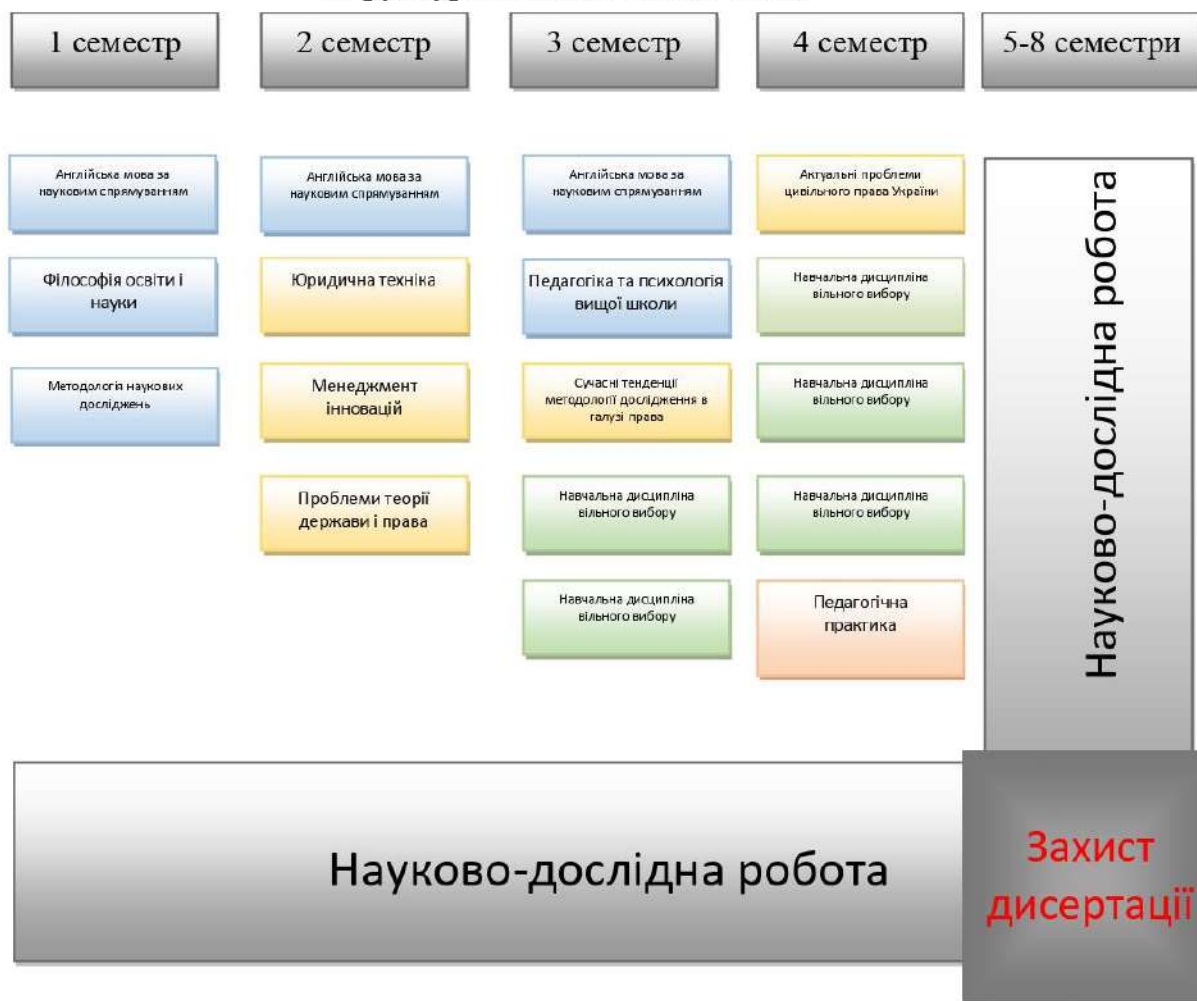 1 семестр
2 семестр
3 семестр
4 семестр
5-8 семестри
Англійська мова за
науковим спрямуванням
Філософія освіти і
науки
Методологія наукових
досліджень
Англійська мова за
науковим спрямуванням
Юридична техніка
Менеджмент
інновацій
Проблеми теорії
держави і права
Англійська мова за
науковим спрямуванням
Педагогіка та психологія
вищої школи
Сучасні тенденції
методології дослідження в
галузі права
Навчальна дисципліна
вільного вибору
Навчальна дисципліна
вільного вибору
Актуальні проблеми
цивільного права України
Навчальна дисципліна
вільного вибору
Навчальна дисципліна
вільного вибору
Навчальна дисципліна
вільного вибору
Педагогічна
практика
Науково-дослідна робота
Науково-дослідна робота
Захист
дисертації